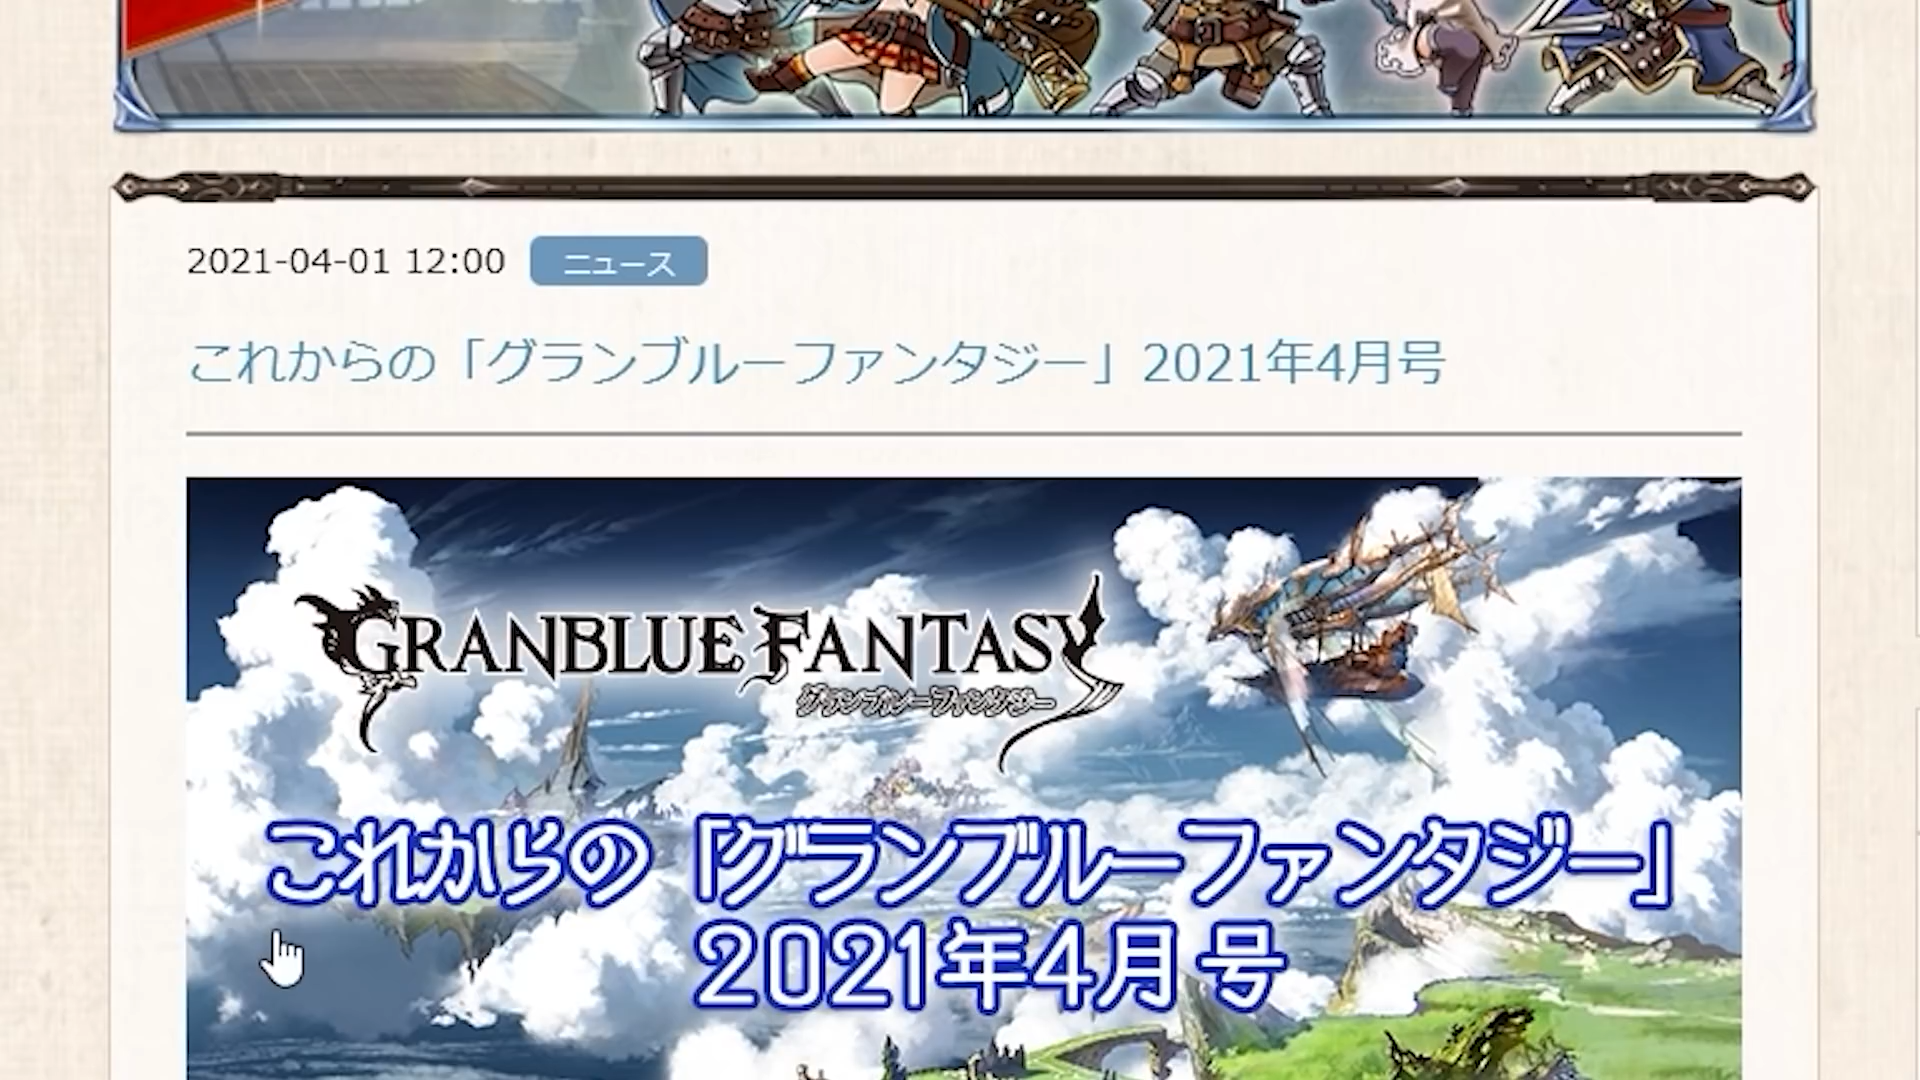 2021-04-01 12:00 ニュース
これからの「グランブルーファンタジー」2021年4月号
GRANBLUE FANTASY
グランブルーファンタジー
これからの「グランブルーファンタジー」
2021年4月号